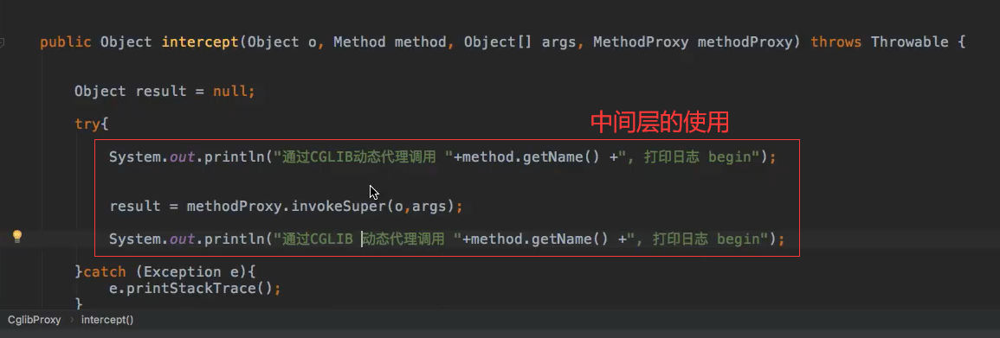 public Object intercept(Object o, Method method, Object[] args, MethodProxy methodProxy) throws Throwable {
Object result = null;
try{
中间层的使用
System.out.println("通过CGLIB动态代理调用 "+method.getName() +", 打印日志 begin");
result = methodProxy.invokeSuper(o,args);
System.out.println("通过CGLIB 动态代理调用 "+method.getName() +", 打印日志 begin");
}catch (Exception e){
e.printStackTrace();
}
CglibProxy › intercept()